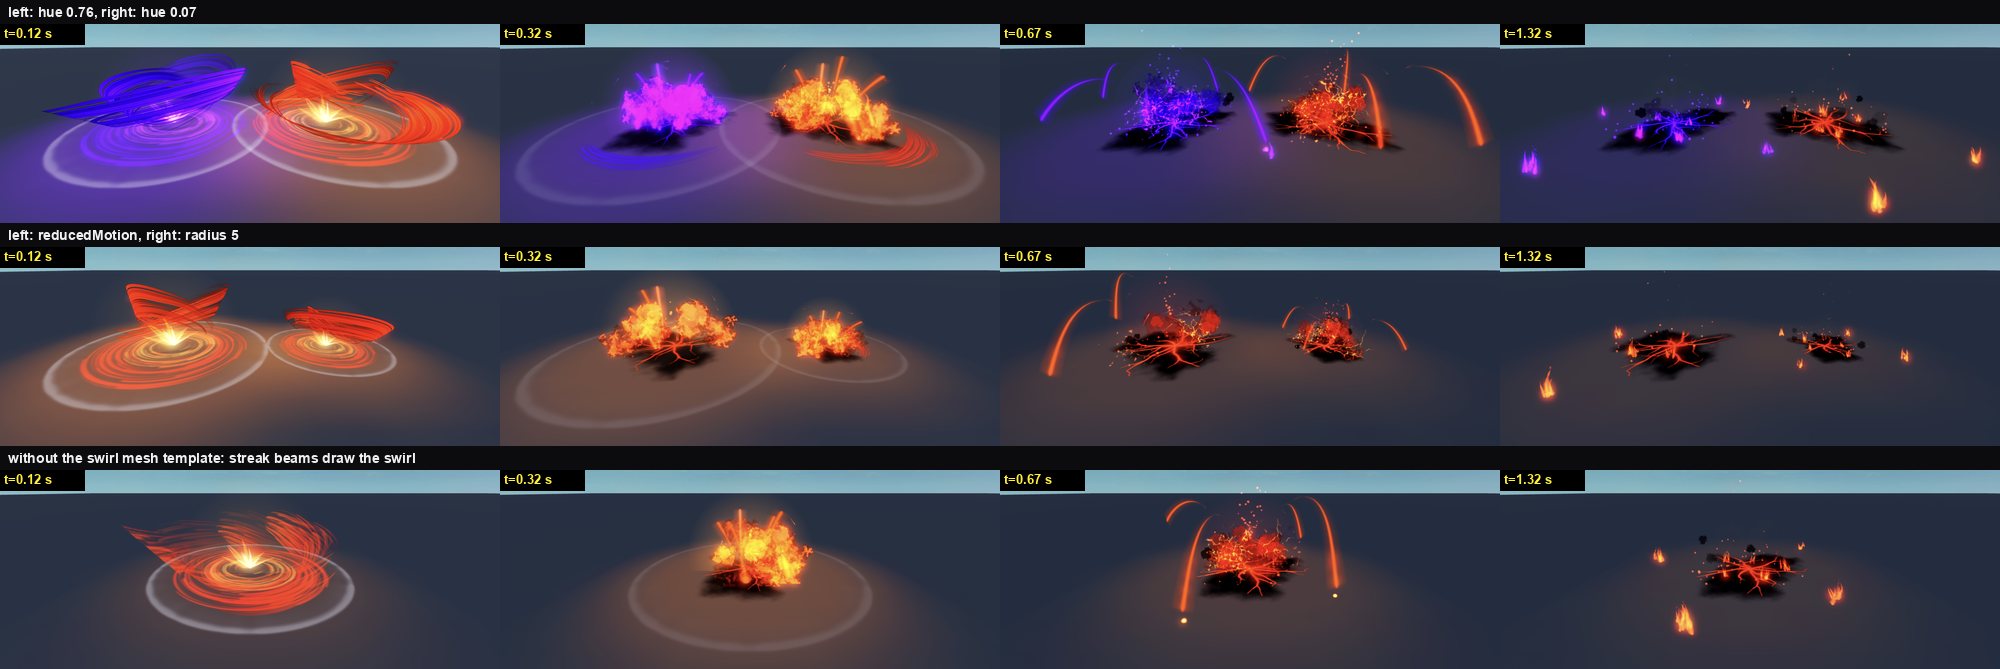 left: hue 0.76, right: hue 0.07
t=0.12 s
t=0.32 s
t=0.67 s
t=1.32 s
left: reducedMotion, right: radius 5
t=0.12 s
t=0.32 s
t=0.67 s
t=1.32 s
without the swirl mesh template: streak beams draw the swirl
t=0.12 s
t=0.32 s
t=0.67 s
t=1.32 s